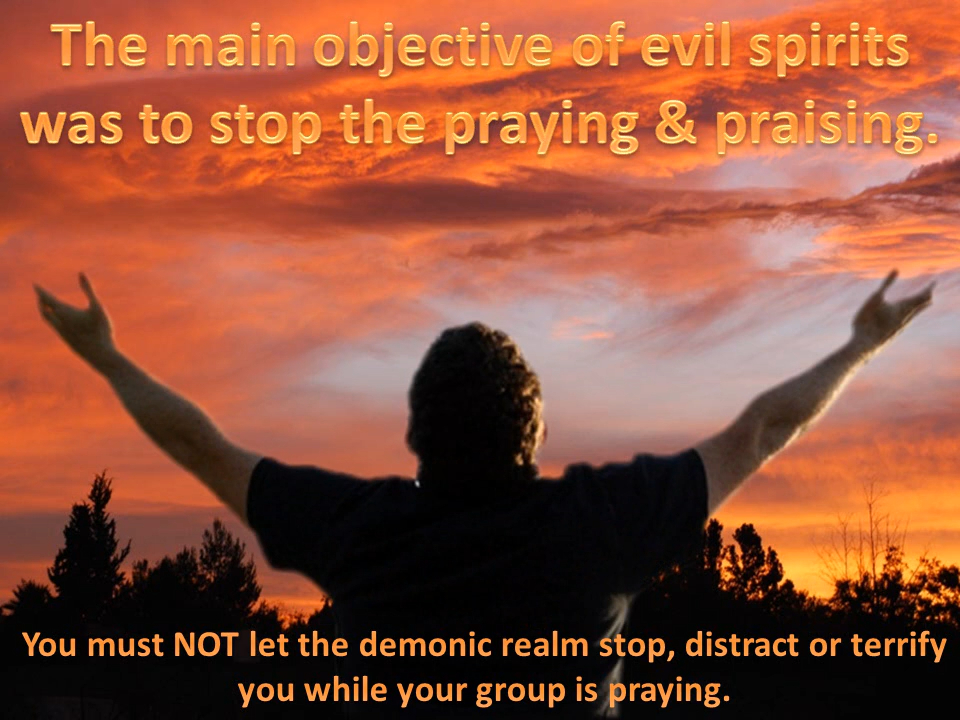 The main objective of evil spirits
was to stop the praying & praising.
You must NOT let the demonic realm stop, distract or terrify
you while your group is praying.